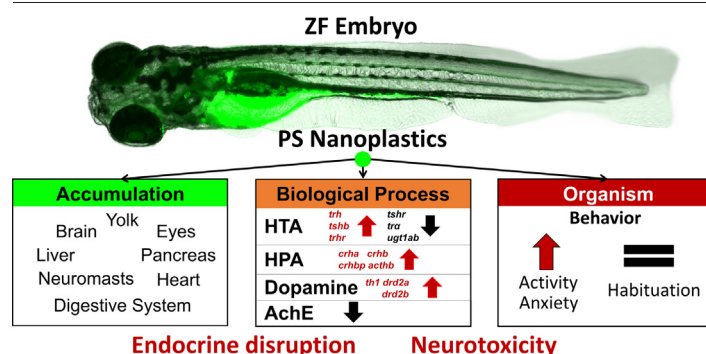 ZF Embryo
PS Nanoplastics
Accumulation
Yolk
Brain Eyes
Liver Pancreas
Neuromasts Heart
Digestive System
Biological Process
HTA
trh
tshb
trhr
tshr
trα
ugt1ab
HPA
crha crhb
crhbp acthb
Dopamine
th1 drd2a
drd2b
AchE
Organism
Behavior
Activity
Anxiety
Habituation
Endocrine disruption Neurotoxicity